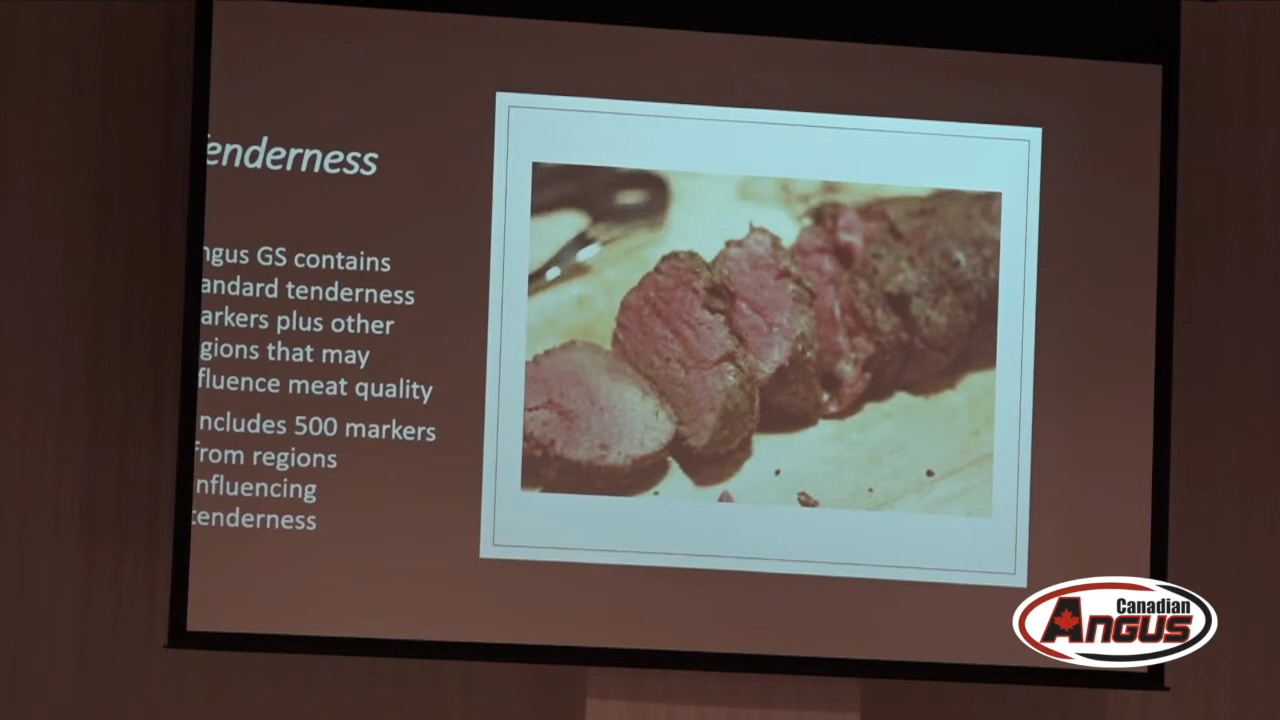 enderness
ngus GS contains
andard tenderness
arkers plus other
gions that may
fluence meat quality
ncludes 500 markers
from regions
nfluencing
tenderness
Canadian
ANGUS